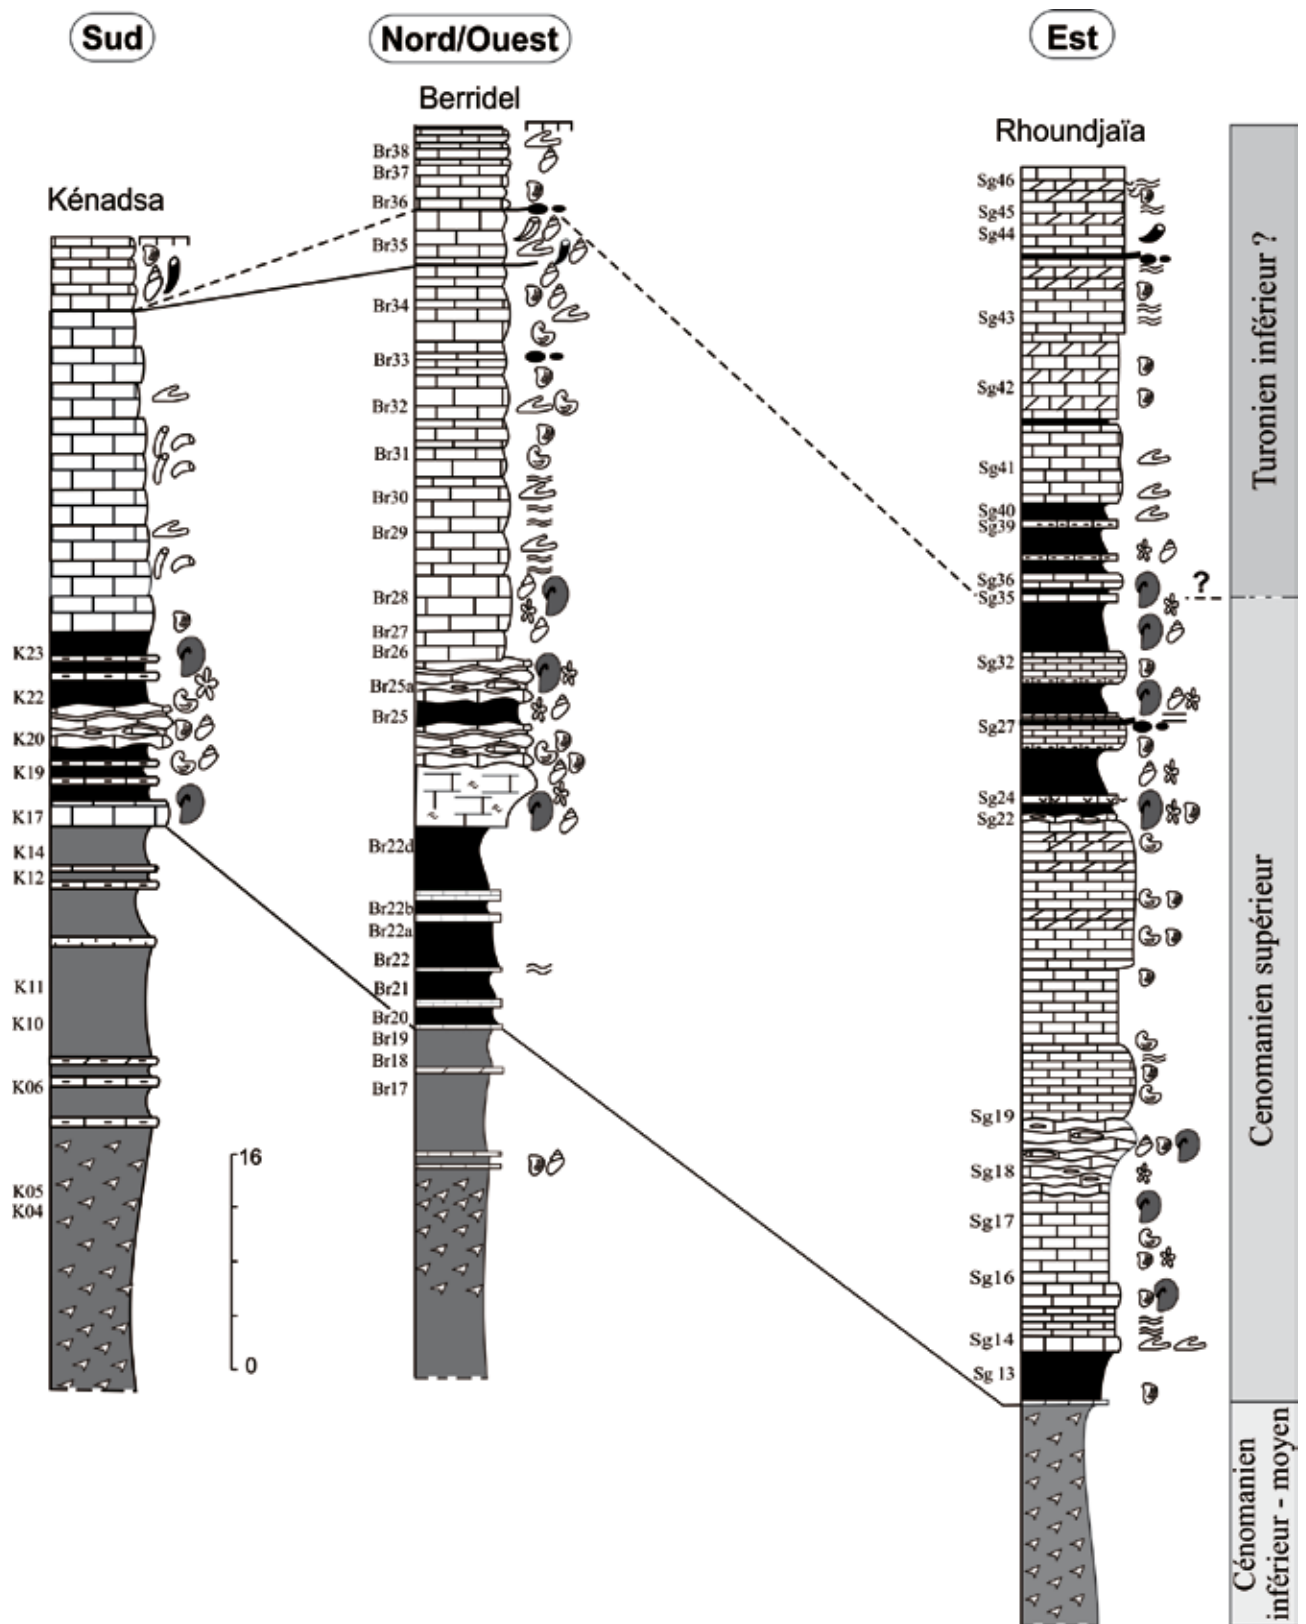 Sud
Nord/Ouest
Est
Kénadsa
Berridel
Rhoundjaïa
K23
K22
K20
K19
K17
K14
K12
K11
K10
K06
K05
K04
16
0
Br38
Br37
Br36
Br35
Br34
Br33
Br32
Br31
Br30
Br29
Br28
Br27
Br26
Br25a
Br25
Br22d
Br22b
Br22a
Br22
Br21
Br20
Br19
Br18
Br17
Sg46
Sg45
Sg44
Sg43
Sg42
Sg41
Sg40
Sg39
Sg36
Sg35
Sg32
Sg27
Sg24
Sg22
Sg19
Sg18
Sg17
Sg16
Sg14
Sg 13
?
Turonien inférieur ?
Cenomanien supérieur
Cénomanien
inférieur - moyen